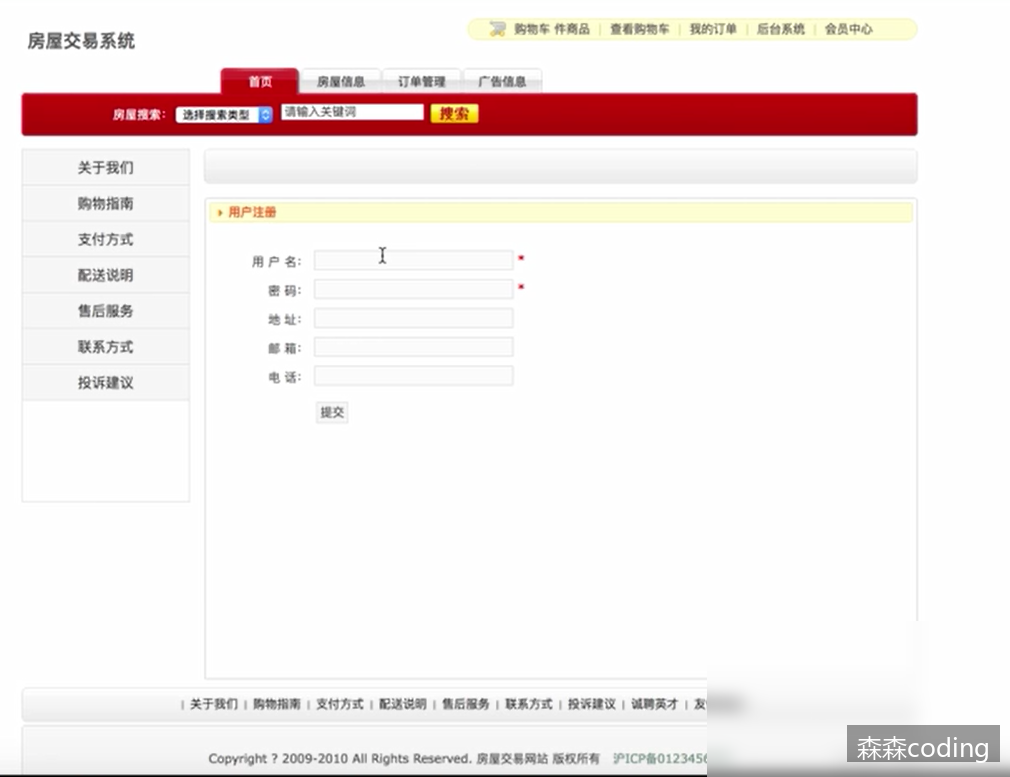 房屋交易系统
购物车 件商品 | 查看购物车 | 我的订单 | 后台系统 | 会员中心
首页 房屋信息 订单管理 广告信息
房屋搜索: 选择搜索类型 请输入关键词 搜索
关于我们
购物指南
支付方式
配送说明
售后服务
联系方式
投诉建议
用户注册
用 户 名: *
密 码: *
地 址:
邮 箱:
电 话:
提交
| 关于我们 | 购物指南 | 支付方式 | 配送说明 | 售后服务 | 联系方式 | 投诉建议 | 诚聘英才 | 友
Copyright ? 2009-2010 All Rights Reserved. 房屋交易网站 版权所有 沪ICP备0123456
森森coding